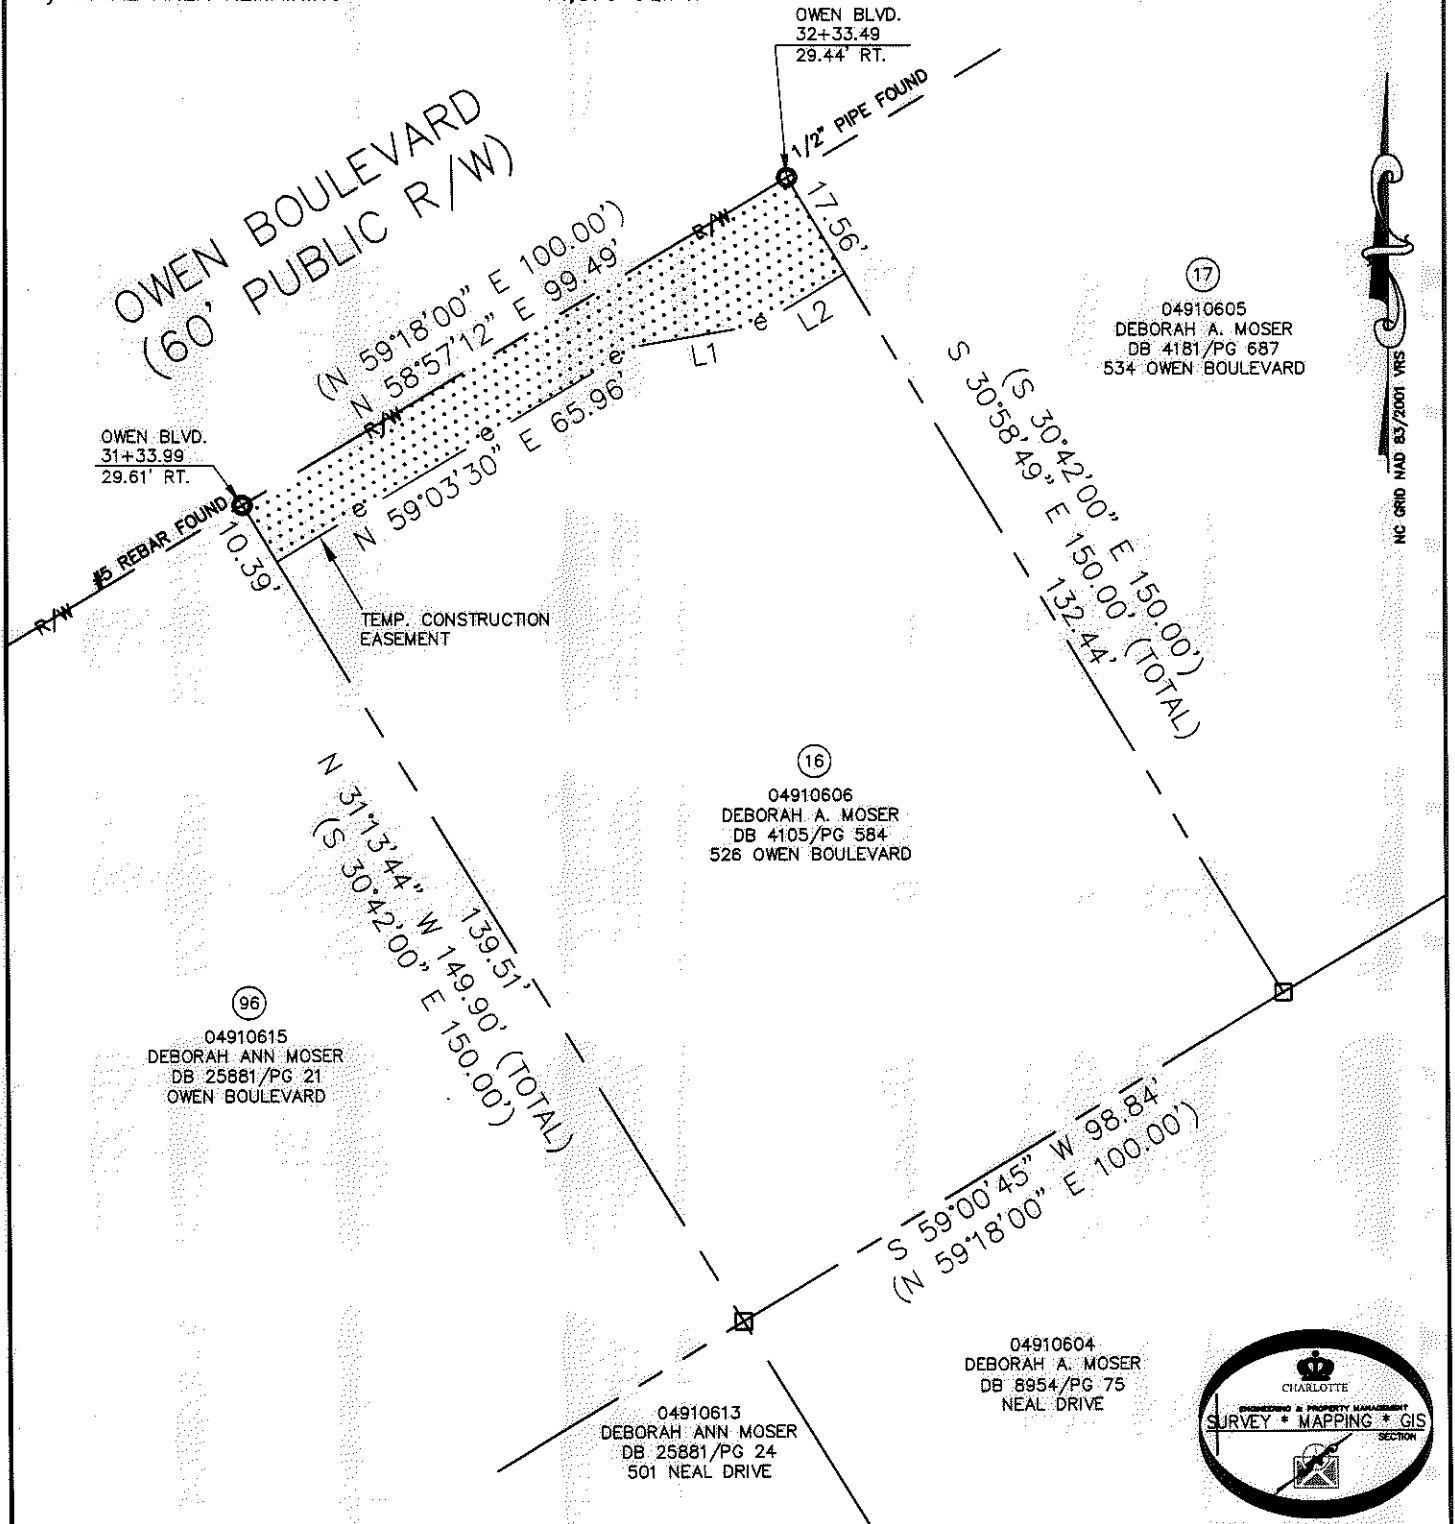 OWEN BLVD.
32+33.49
29.44' RT.
1/2" PIPE FOUND
OWEN BOULEVARD
(60' PUBLIC R/W)
R/W
17.56'
(N 59°18'00" E 100.00')
N 58°57'12" E 99.49'
R/W
e
L2
e
L1
e
e
N 59°03'30" E 65.96'
OWEN BLVD.
31+33.99
29.61' RT.
#5 REBAR FOUND
10.39'
R/W
TEMP. CONSTRUCTION
EASEMENT
17
04910605
DEBORAH A. MOSER
DB 4181/PG 687
534 OWEN BOULEVARD
NC GRID NAD 83/2001 VRS
(S 30°42'00" E 150.00')
S 30°58'49" E 150.00' (TOTAL)
132.44'
16
04910606
DEBORAH A. MOSER
DB 4105/PG 584
526 OWEN BOULEVARD
139.51'
N 31°13'44" W 149.90' (TOTAL)
(S 30°42'00" E 150.00')
96
04910615
DEBORAH ANN MOSER
DB 25881/PG 21
OWEN BOULEVARD
S 59°00'45" W 98.84'
(N 59°18'00" E 100.00')
04910604
DEBORAH A. MOSER
DB 8954/PG 75
NEAL DRIVE
04910613
DEBORAH ANN MOSER
DB 25881/PG 24
501 NEAL DRIVE
CHARLOTTE
ENGINEERING & PROPERTY MANAGEMENT
SURVEY * MAPPING * GIS
SECTION